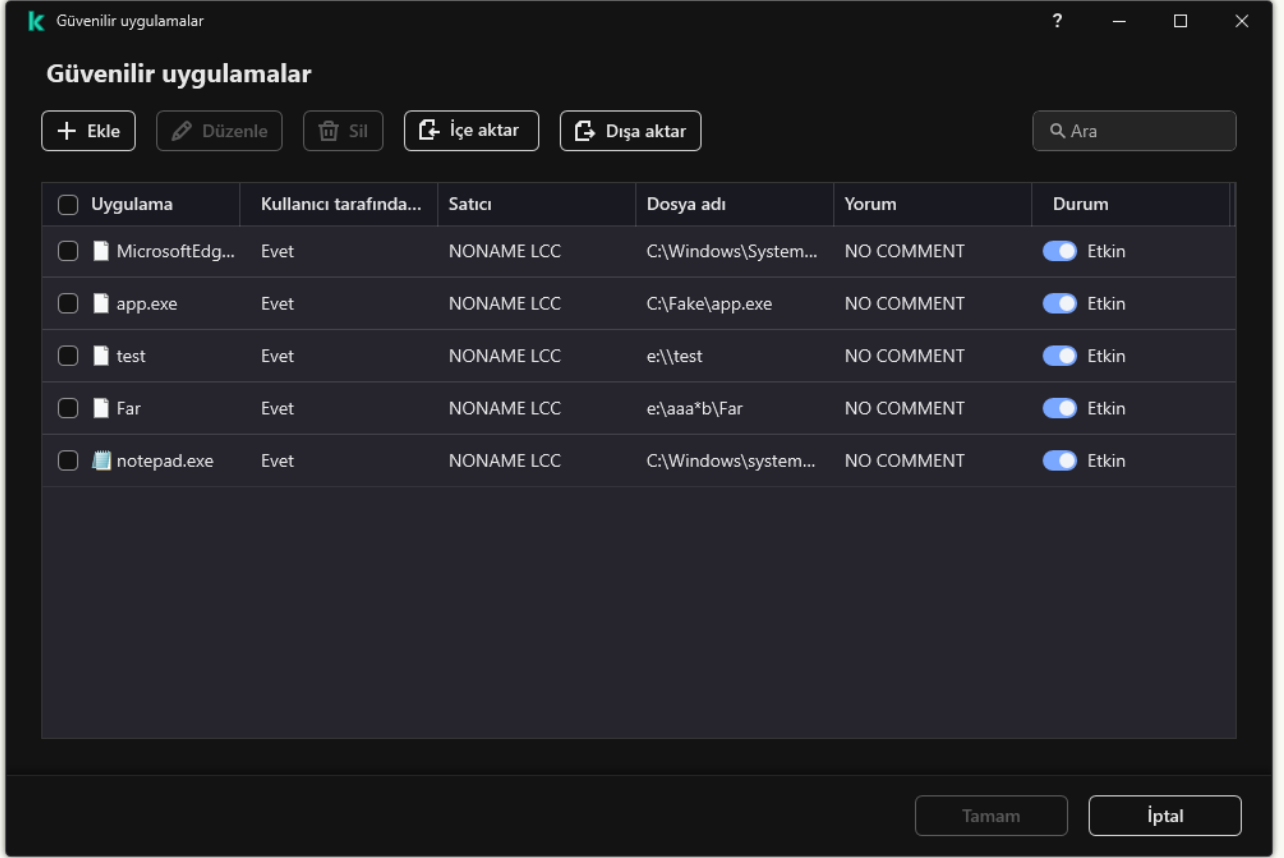 Güvenilir uygulamalar
?
Güvenilir uygulamalar
+ Ekle Düzenle Sil İçe aktar Dışa aktar Ara
Uygulama Kullanıcı tarafında... Satıcı Dosya adı Yorum Durum
MicrosoftEdg... Evet NONAME LCC C:\Windows\System... NO COMMENT Etkin
app.exe Evet NONAME LCC C:\Fake\app.exe NO COMMENT Etkin
test Evet NONAME LCC e:\\test NO COMMENT Etkin
Far Evet NONAME LCC e:\aaa*b\Far NO COMMENT Etkin
notepad.exe Evet NONAME LCC C:\Windows\system... NO COMMENT Etkin
Tamam İptal